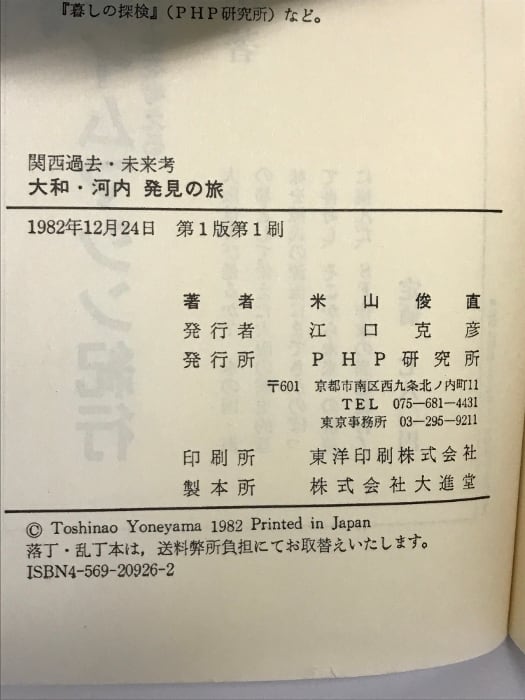 『暮しの探検』（ＰＨＰ研究所）など。
関西過去・未来考
大和・河内 発見の旅
1982年12月24日　第１版第１刷
著者　米山俊直
発行者　江口克彦
発行所　ＰＨＰ研究所
〒601　京都市南区西九条北ノ内町11
TEL　075―681―4431
東京事務所　03―295―9211
印刷所　東洋印刷株式会社
製本所　株式会社大進堂
© Toshinao Yoneyama 1982 Printed in Japan
落丁・乱丁本は，送料弊所負担にてお取替えいたします。
ISBN4-569-20926-2